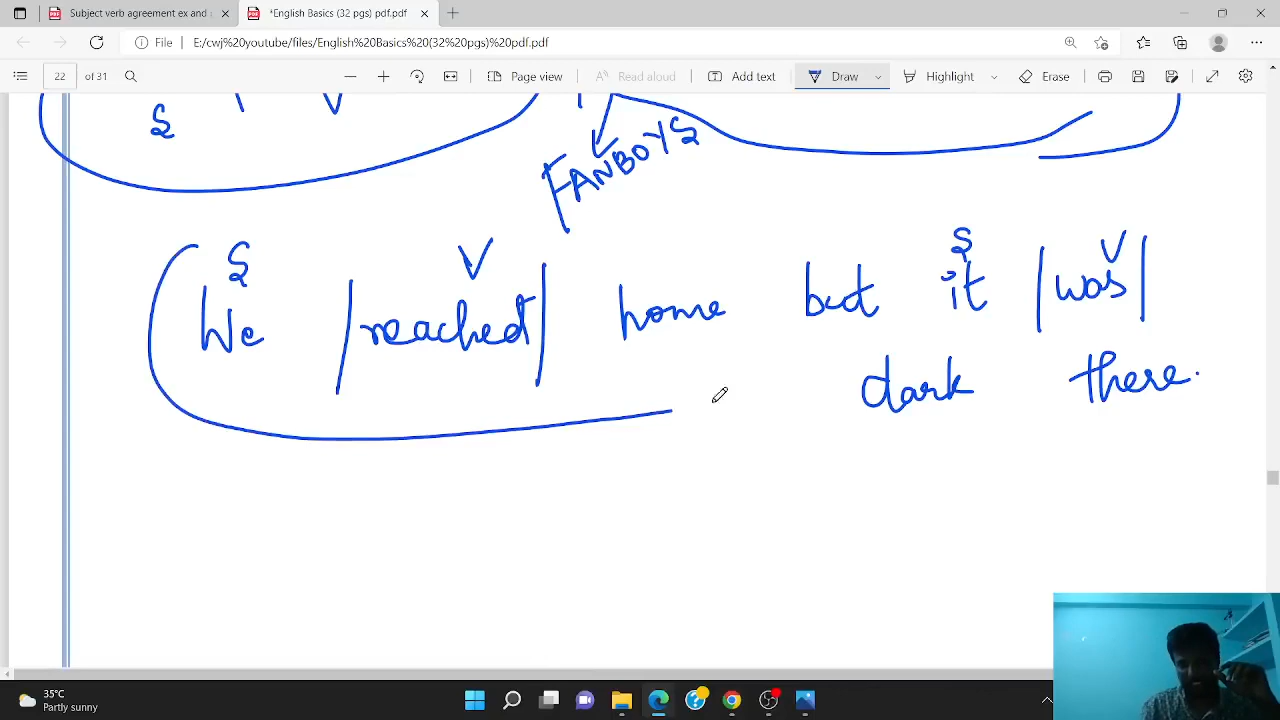 Subject verb agreement ex and
*English Basics (32 pgs) pdf.pdf
File E:/cwj%20youtube/files/English%20Basics%20(32%20pgs)%20pdf.pdf
22 of 31 Page view Read aloud Add text Draw Highlight Erase
S V
FANBOYS
S V S V
We reached home but it was
dark there.
35°C
Partly sunny